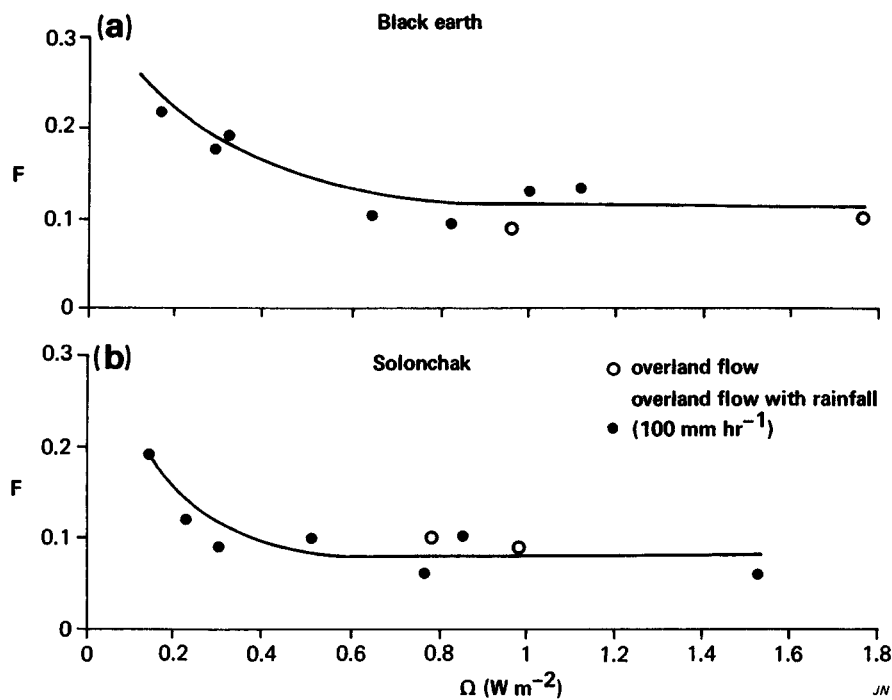 (a)
Black earth
0.3
0.2
F
0.1
0
(b)
Solonchak
0.3
overland flow
overland flow with rainfall
(100 mm hr⁻¹)
0.2
F
0.1
0
0 0.2 0.4 0.6 0.8 1 1.2 1.4 1.6 1.8
Ω (W m⁻²)
JN